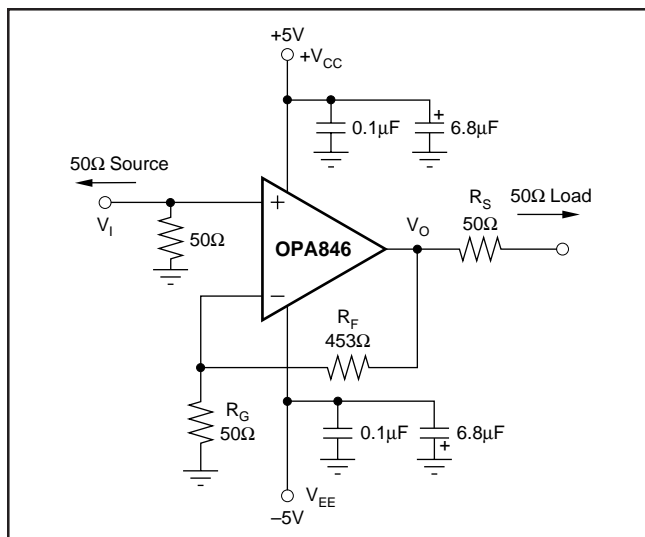 +5V
+V_CC
0.1µF
6.8µF
+
50Ω Source
V_I
50Ω
+
−
OPA846
V_O
R_S
50Ω
50Ω Load
R_F
453Ω
R_G
50Ω
0.1µF
6.8µF
+
V_EE
–5V